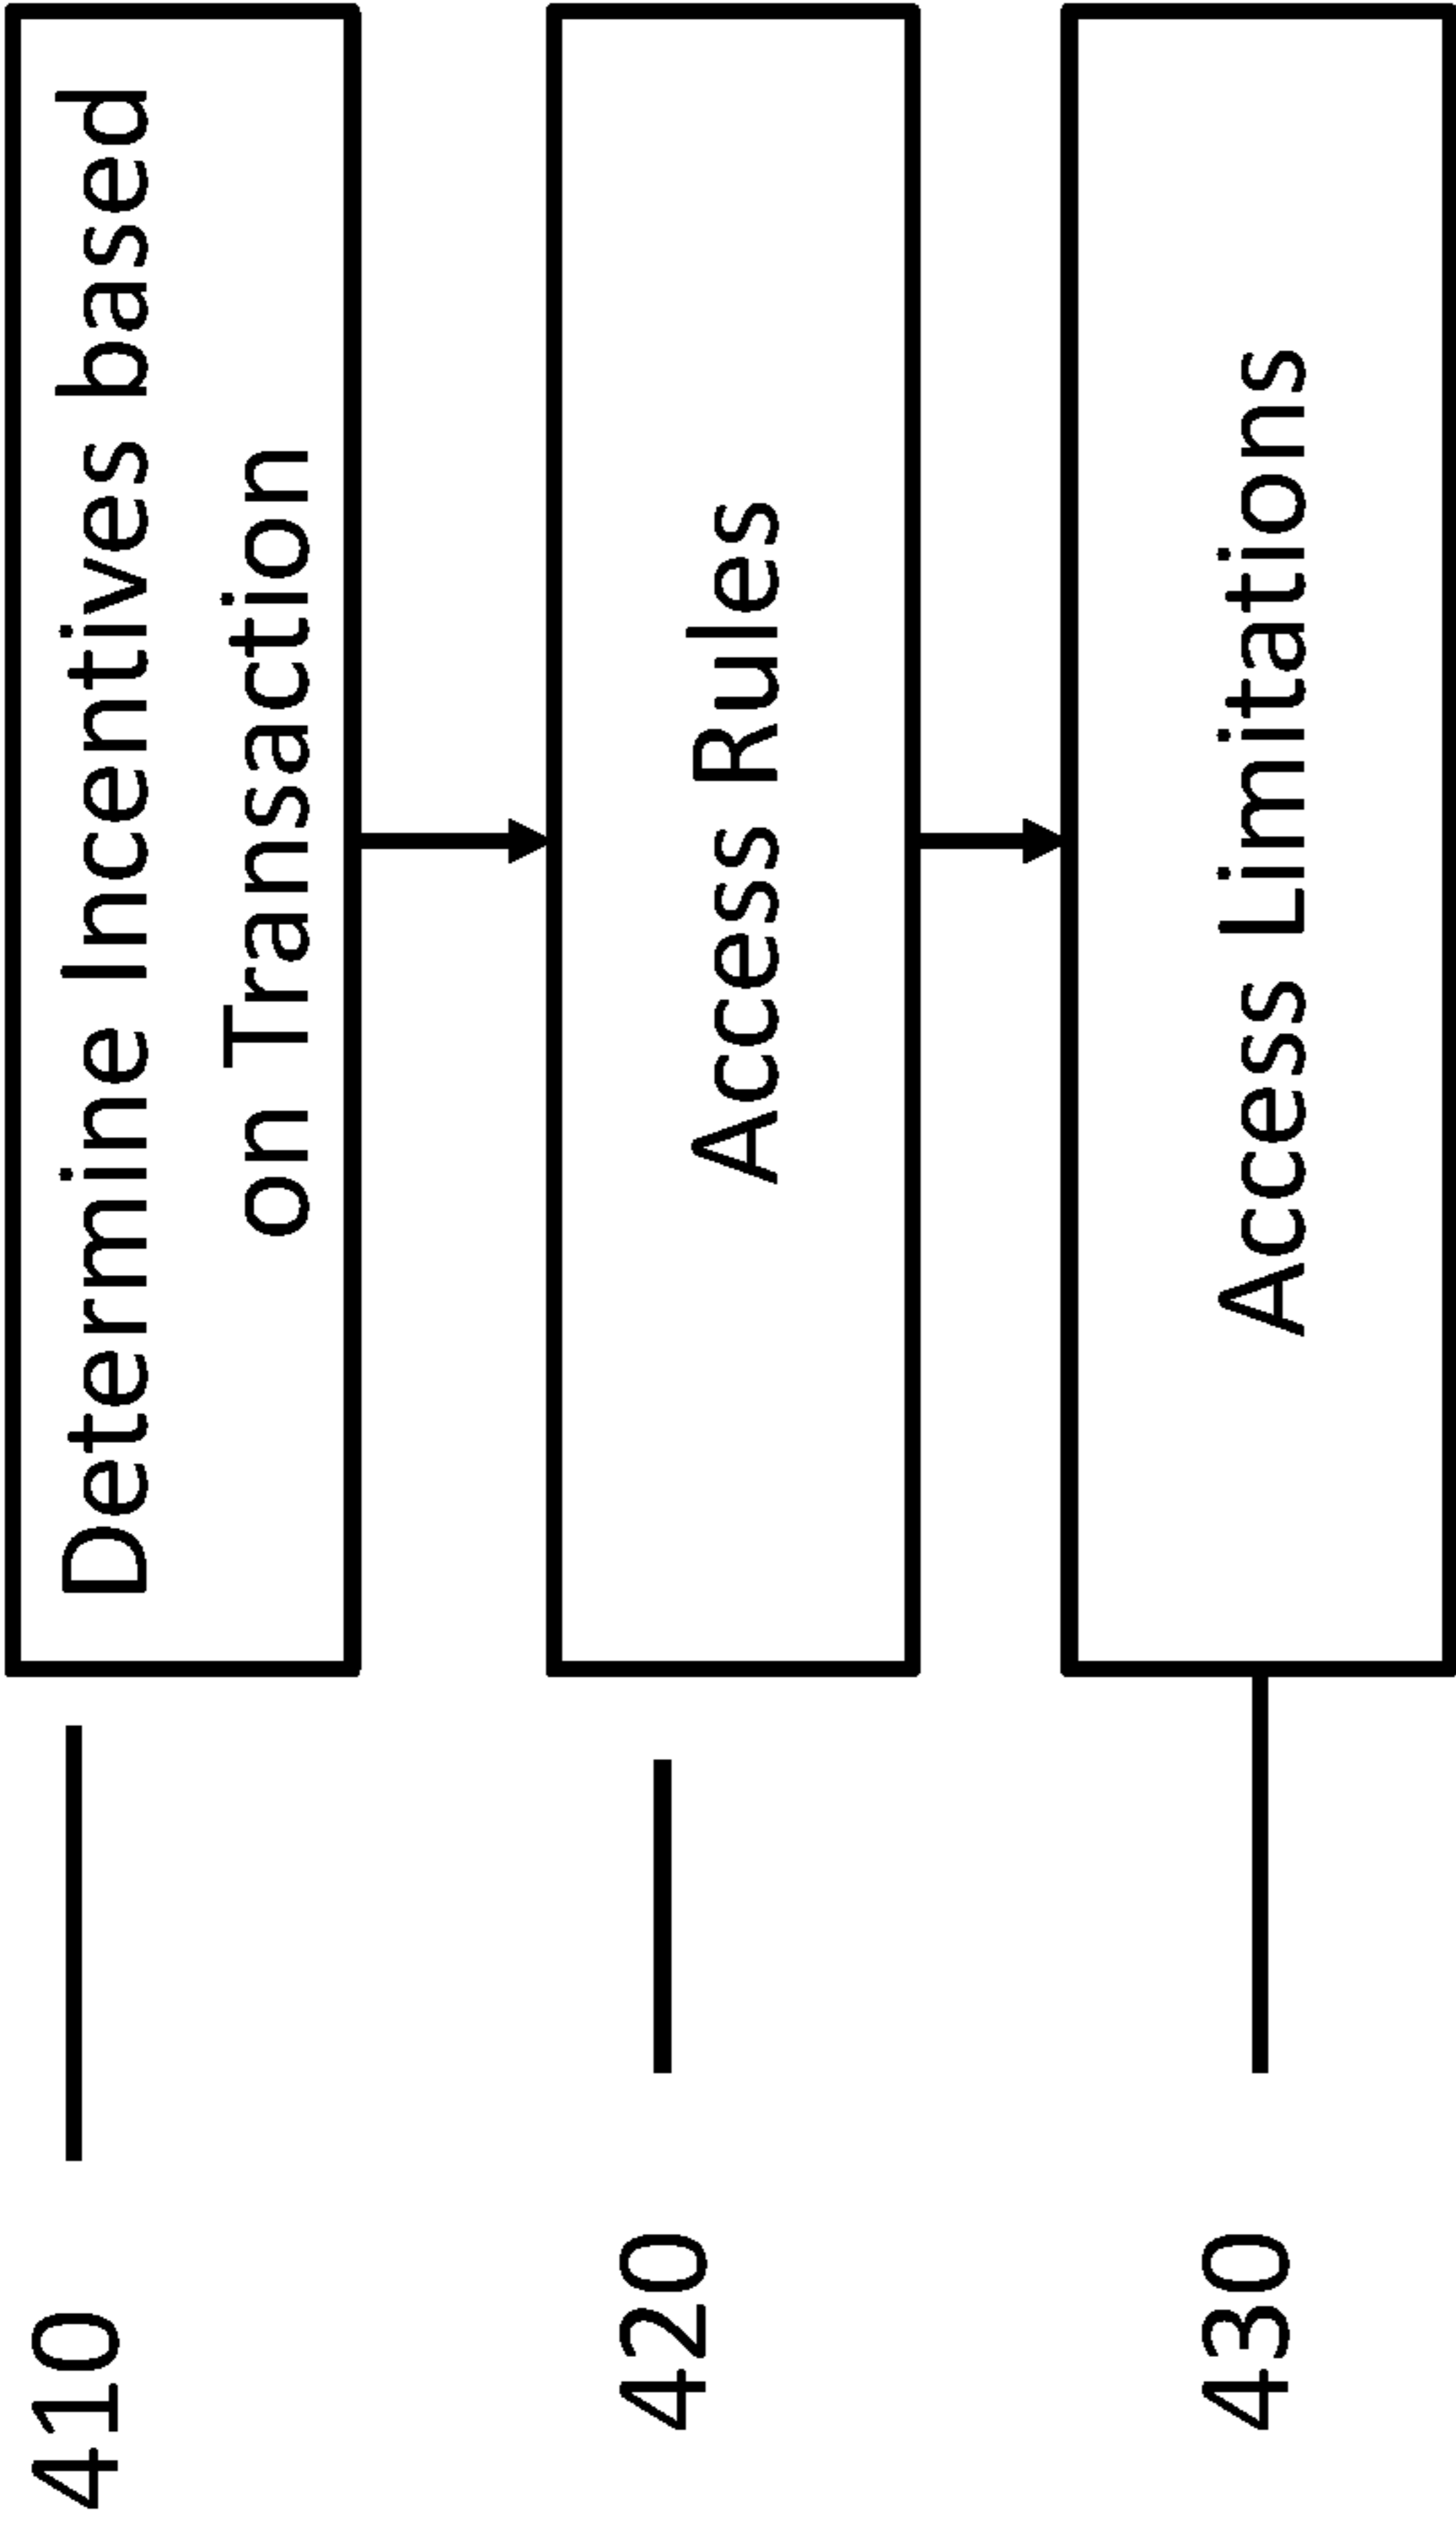 410
Determine Incentives based
on Transaction
420
Access Rules
430
Access Limitations